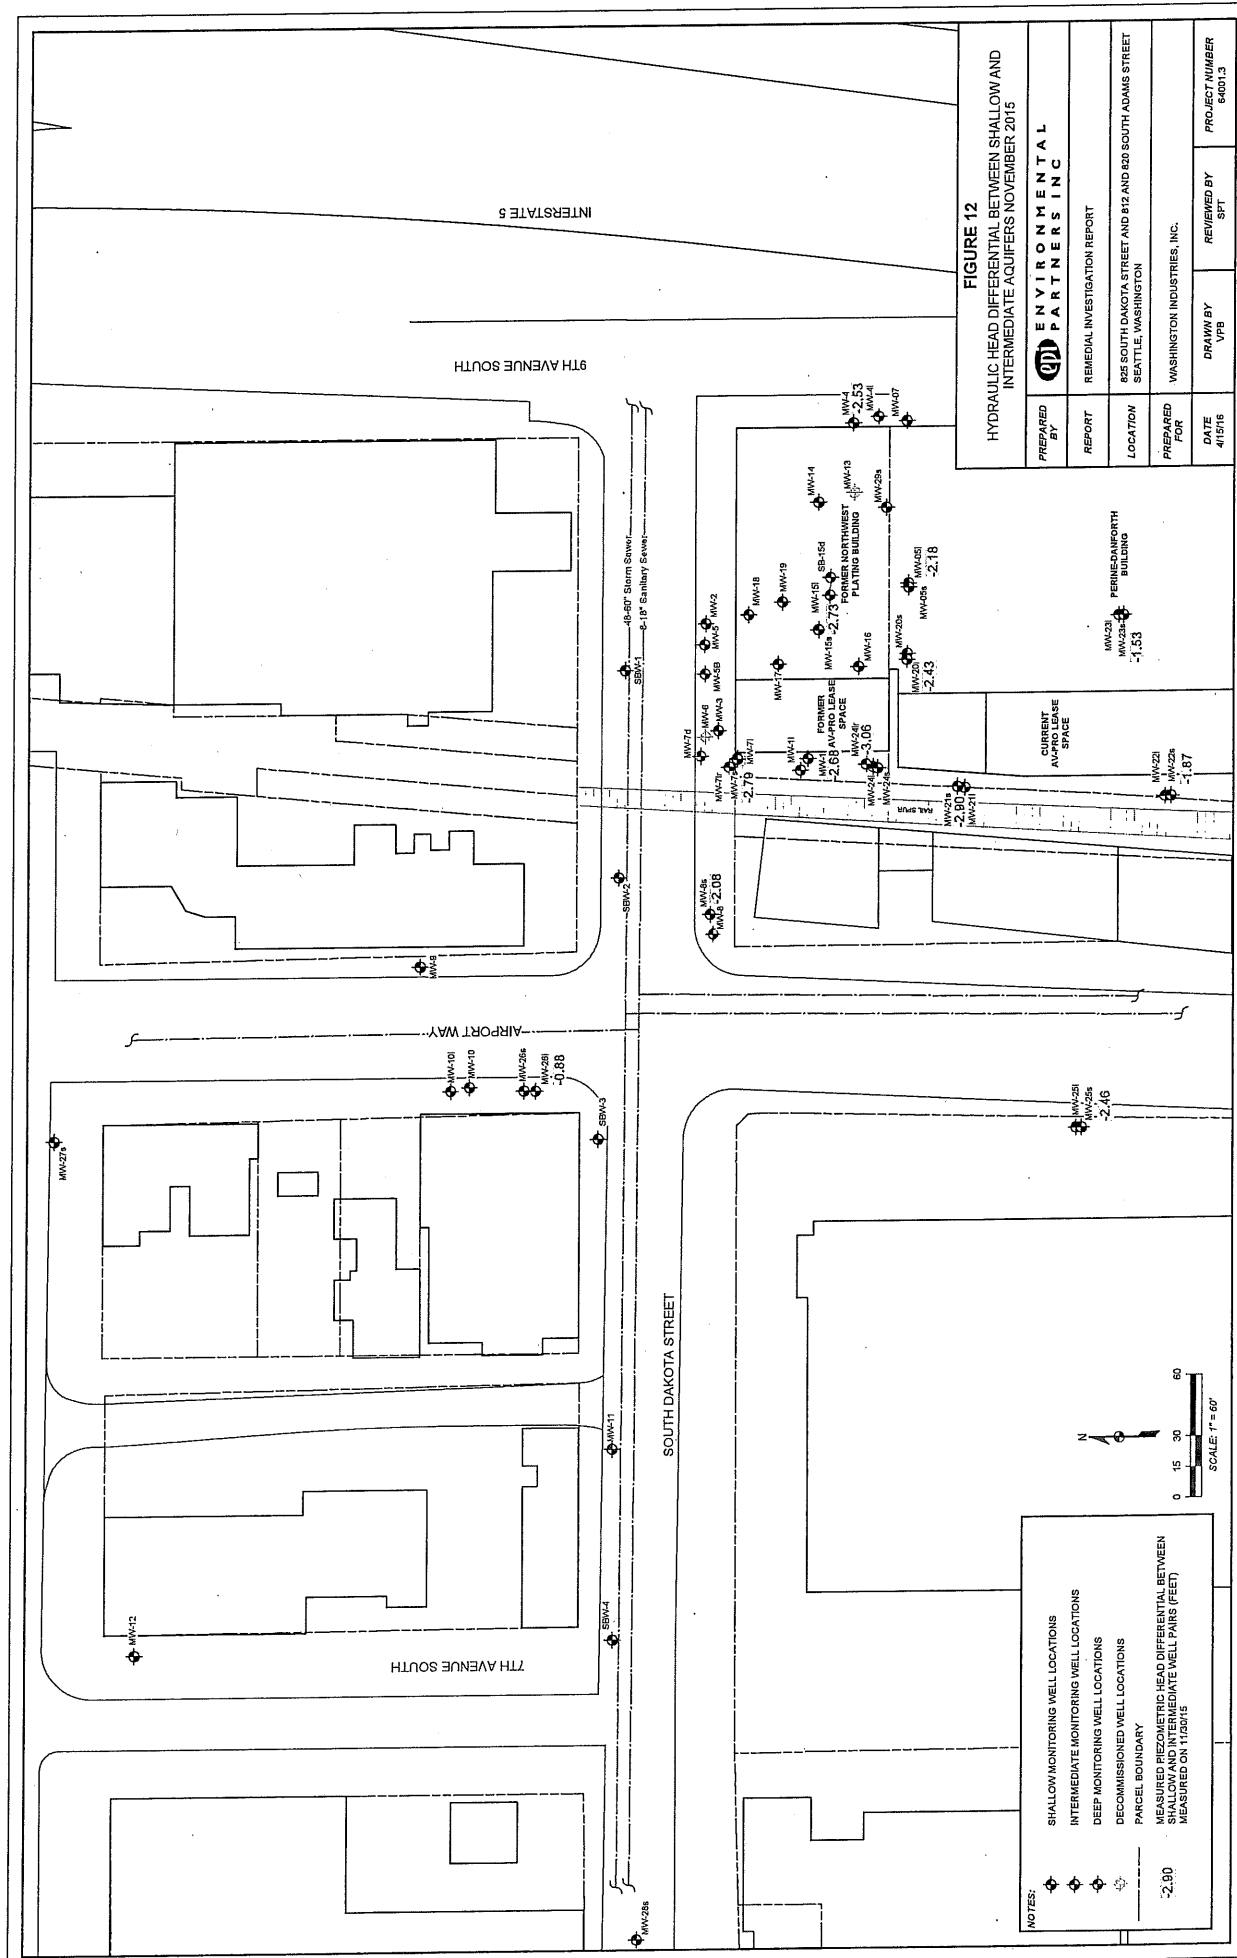 INTERSTATE 5
9TH AVENUE SOUTH
48-60" Storm Sewer
8-18" Sanitary Sewer
AIRPORT WAY
SOUTH DAKOTA STREET
7TH AVENUE SOUTH
MW-12
MW-27s
MW-10I
MW-10
MW-26s
MW-26I
-0.88
MW-9
SBW-1
SBW-2
SBW-3
MW-11
SBW-4
MW-28s
MW-2
MW-5
MW-5B
MW-6
MW-3
MW-7d
MW-7Ir
MW-7s
MW-7I
-2.79
MW-8s
MW-8
-2.08
MW-18
MW-19
MW-17
MW-14
MW-13
MW-4
-2.53
MW-4I
MW-07
MW-29s
SB-15d
MW-15I
MW-15s
-2.73
FORMER NORTHWEST
PLATING BUILDING
MW-16
FORMER
AV-PRO LEASE
SPACE
MW-1I
MW-1
-2.68
MW-24Ir
-3.06
MW-24I
MW-24s
MW-20s
MW-20I
-2.43
MW-05I
MW-05s
-2.18
MW-21s
-2.90
MW-21I
RAIL SPUR
CURRENT
AV-PRO LEASE
SPACE
PERINE-DANFORTH
BUILDING
MW-23I
MW-23s
-1.53
MW-22I
MW-22s
-1.87
MW-25I
MW-25s
-2.46
N
0 15 30 60
SCALE: 1" = 60'
NOTES:
SHALLOW MONITORING WELL LOCATIONS
INTERMEDIATE MONITORING WELL LOCATIONS
DEEP MONITORING WELL LOCATIONS
DECOMMISSIONED WELL LOCATIONS
PARCEL BOUNDARY
-2.90
MEASURED PIEZOMETRIC HEAD DIFFERENTIAL BETWEEN
SHALLOW AND INTERMEDIATE WELL PAIRS (FEET)
MEASURED ON 11/30/15
FIGURE 12
HYDRAULIC HEAD DIFFERENTIAL BETWEEN SHALLOW AND
INTERMEDIATE AQUIFERS NOVEMBER 2015
PREPARED
BY
epi ENVIRONMENTAL
PARTNERS INC
REPORT
REMEDIAL INVESTIGATION REPORT
LOCATION
825 SOUTH DAKOTA STREET AND 812 AND 820 SOUTH ADAMS STREET
SEATTLE, WASHINGTON
PREPARED
FOR
WASHINGTON INDUSTRIES, INC.
DATE
4/15/16
DRAWN BY
VPB
REVIEWED BY
SPT
PROJECT NUMBER
64001.3